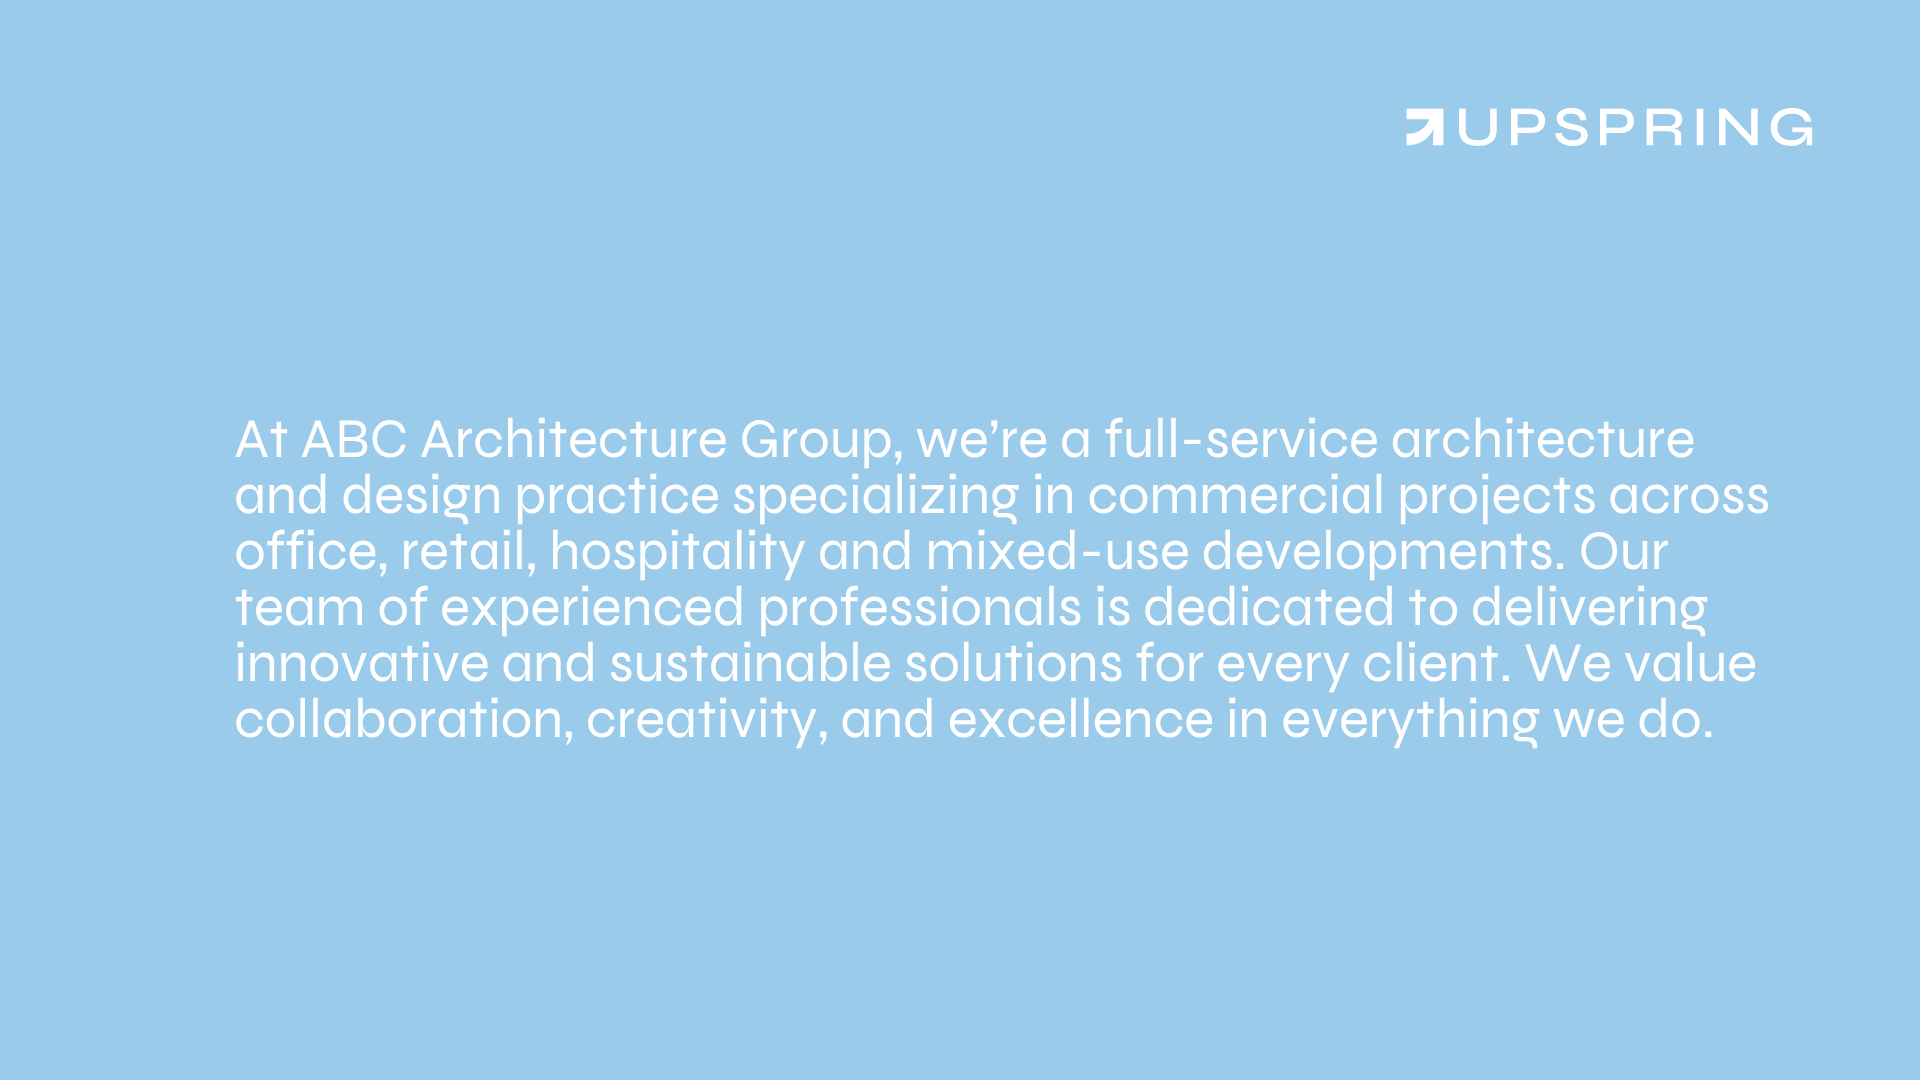 UPSPRING
At ABC Architecture Group, we’re a full-service architecture
and design practice specializing in commercial projects across
office, retail, hospitality and mixed-use developments. Our
team of experienced professionals is dedicated to delivering
innovative and sustainable solutions for every client. We value
collaboration, creativity, and excellence in everything we do.